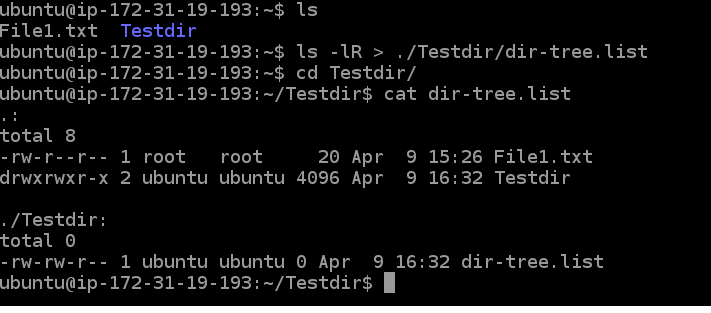 ubuntu@ip-172-31-19-193:~$ ls
File1.txt  Testdir
ubuntu@ip-172-31-19-193:~$ ls -lR > ./Testdir/dir-tree.list
ubuntu@ip-172-31-19-193:~$ cd Testdir/
ubuntu@ip-172-31-19-193:~/Testdir$ cat dir-tree.list
.:
total 8
-rw-r--r-- 1 root   root     20 Apr  9 15:26 File1.txt
drwxrwxr-x 2 ubuntu ubuntu 4096 Apr  9 16:32 Testdir

./Testdir:
total 0
-rw-rw-r-- 1 ubuntu ubuntu 0 Apr  9 16:32 dir-tree.list
ubuntu@ip-172-31-19-193:~/Testdir$